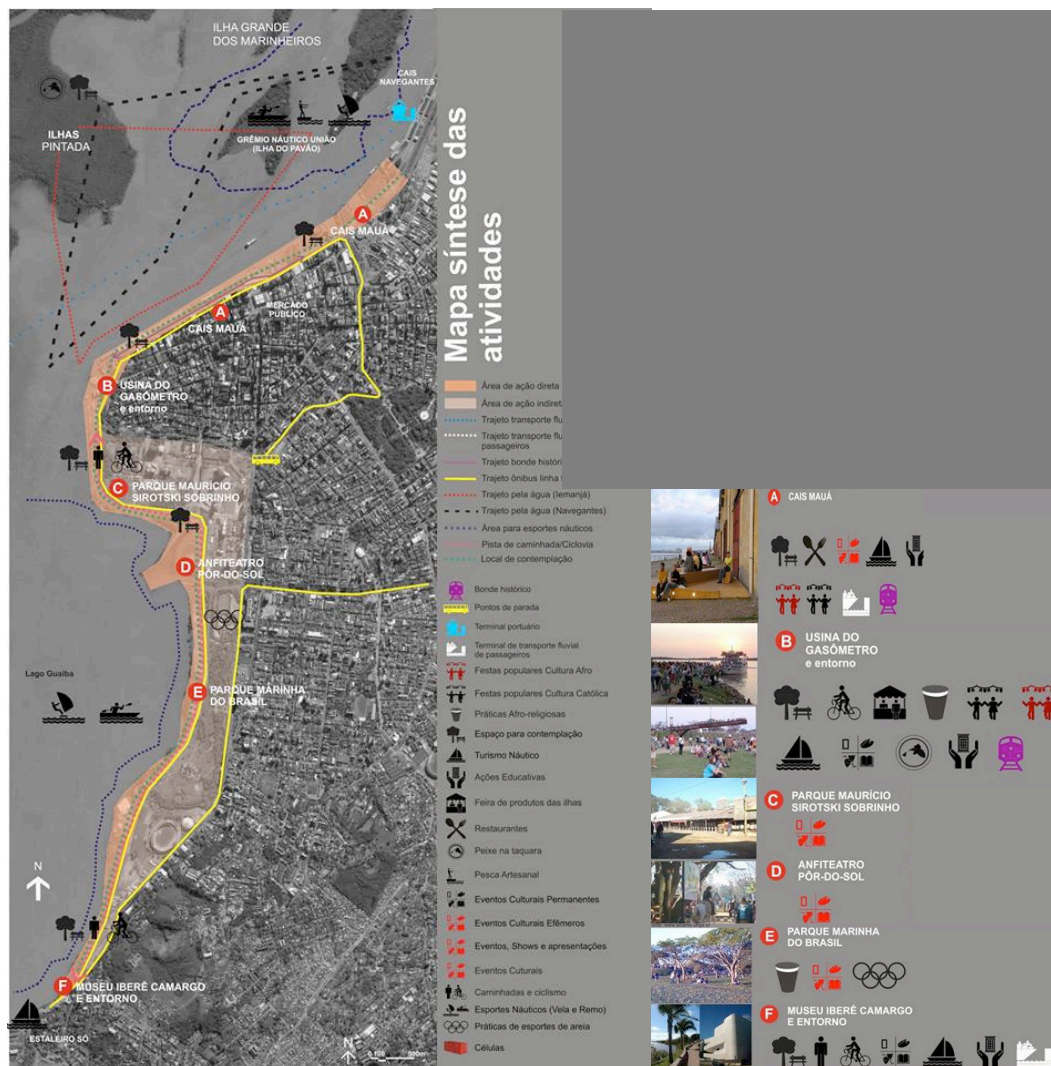 ILHA GRANDE
DOS MARINHEIROS
CAIS
NAVEGANTES
ILHAS
PINTADA
GRÊMIO NÁUTICO UNIÃO
(ILHA DO PAVÃO)
A
CAIS MAUÁ
MERCADO
PÚBLICO
A
CAIS MAUÁ
B
USINA DO
GASÔMETRO
e entorno
C
PARQUE MAURÍCIO
SIROTSKI SOBRINHO
D
ANFITEATRO
PÔR-DO-SOL
Lago Guaíba
E
PARQUE MARINHA
DO BRASIL
N
F
MUSEU IBERÊ CAMARGO
E ENTORNO
ESTALEIRO SÓ
N
0 100 500m
Mapa síntese das
atividades
Área de ação direta
Área de ação indiret
Trajeto transporte flu
Trajeto transporte flu
passageiros
Trajeto bonde históri
Trajeto ônibus linha
Trajeto pela água (Iemanjá)
Trajeto pela água (Navegantes)
Área para esportes náuticos
Pista de caminhada/Ciclovia
Local de contemplação
Bonde histórico
Pontos de parada
Terminal portuário
Terminal de transporte fluvial
de passageiros
Festas populares Cultura Afro
Festas populares Cultura Católica
Práticas Afro-religiosas
Espaço para contemplação
Turismo Náutico
Ações Educativas
Feira de produtos das ilhas
Restaurantes
Peixe na taquara
Pesca Artesanal
Eventos Culturais Permanentes
Eventos Culturais Efêmeros
Eventos, Shows e apresentações
Eventos Cuturais
Caminhadas e ciclismo
Esportes Náuticos (Vela e Remo)
Práticas de esportes de areia
Células
A
CAIS MAUÁ
B
USINA DO
GASÔMETRO
e entorno
C
PARQUE MAURÍCIO
SIROTSKI SOBRINHO
D
ANFITEATRO
PÔR-DO-SOL
E
PARQUE MARINHA
DO BRASIL
F
MUSEU IBERÊ CAMARGO
E ENTORNO